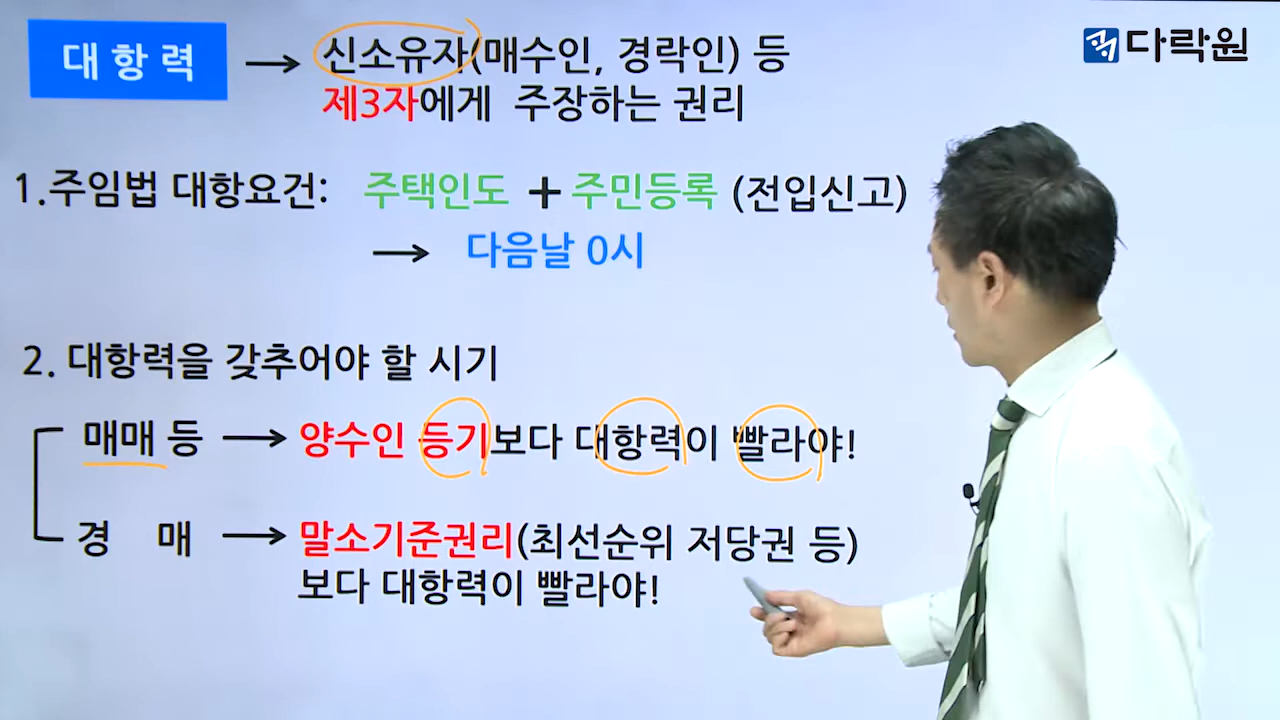 대항력 → 신소유자(매수인, 경락인) 등
제3자에게 주장하는 권리
다락원
1.주임법 대항요건: 주택인도 + 주민등록 (전입신고)
→ 다음날 0시
2. 대항력을 갖추어야 할 시기
매매 등 → 양수인 등기보다 대항력이 빨라야!
경 매 → 말소기준권리(최선순위 저당권 등)
보다 대항력이 빨라야!